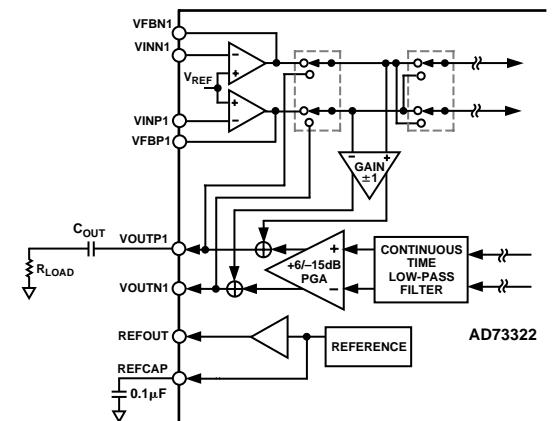 VFBN1
VINN1
VREF
VINP1
VFBP1
GAIN
±1
COUT
VOUTP1
+6/–15dB
PGA
CONTINUOUS
TIME
LOW-PASS
FILTER
RLOAD
VOUTN1
AD73322
REFOUT
REFERENCE
REFCAP
0.1μF